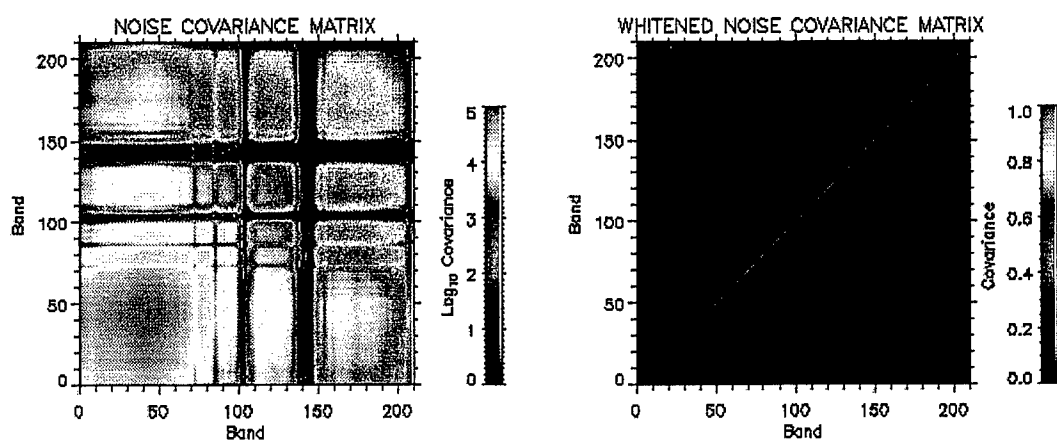 NOISE COVARIANCE MATRIX
200
150
100
50
0
Band
0 50 100 150 200
Band
5
4
3
2
1
0
Log10 Covariance
WHITENED NOISE COVARIANCE MATRIX
200
150
100
50
0
Band
0 50 100 150 200
Band
1.0
0.8
0.6
0.4
0.2
0.0
Covariance